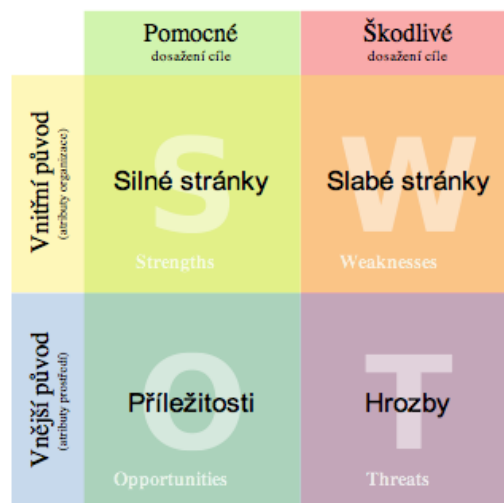 Pomocné
dosažení cíle
Škodlivé
dosažení cíle
Vnitřní původ
(atributy organizace)
S
Silné stránky
Strengths
W
Slabé stránky
Weaknesses
Vnější původ
(atributy prostředí)
O
Příležitosti
Opportunities
T
Hrozby
Threats